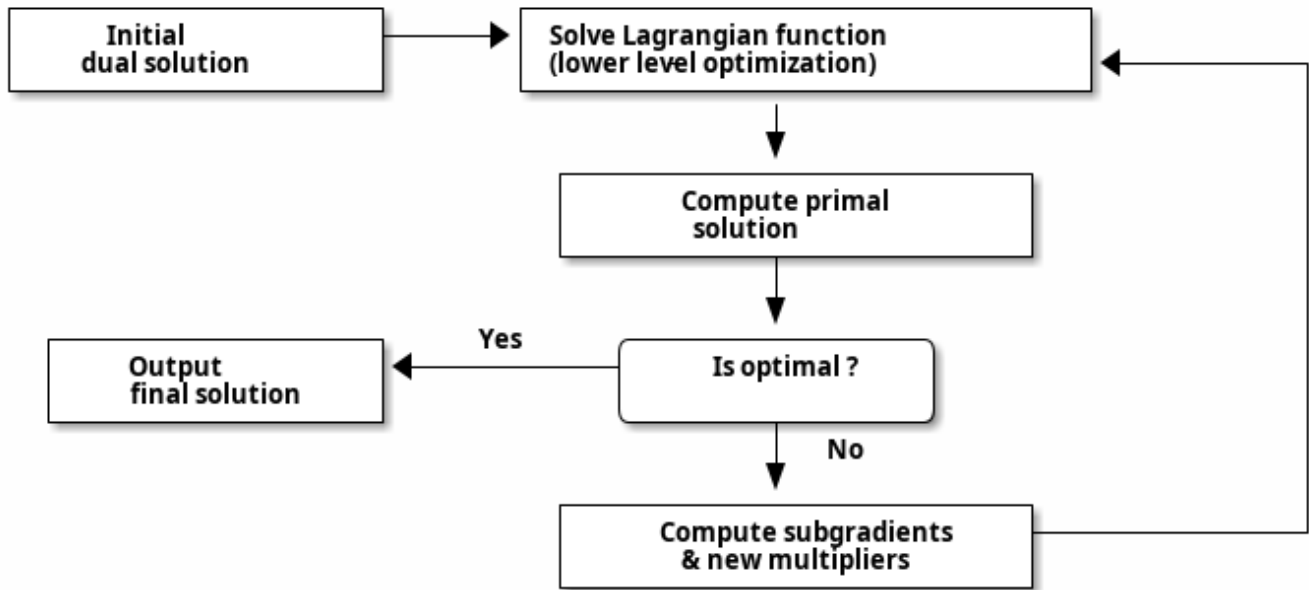 Initial
dual solution
Solve Lagrangian function
(lower level optimization)
Compute primal
solution
Yes
Output
final solution
Is optimal ?
No
Compute subgradients
& new multipliers